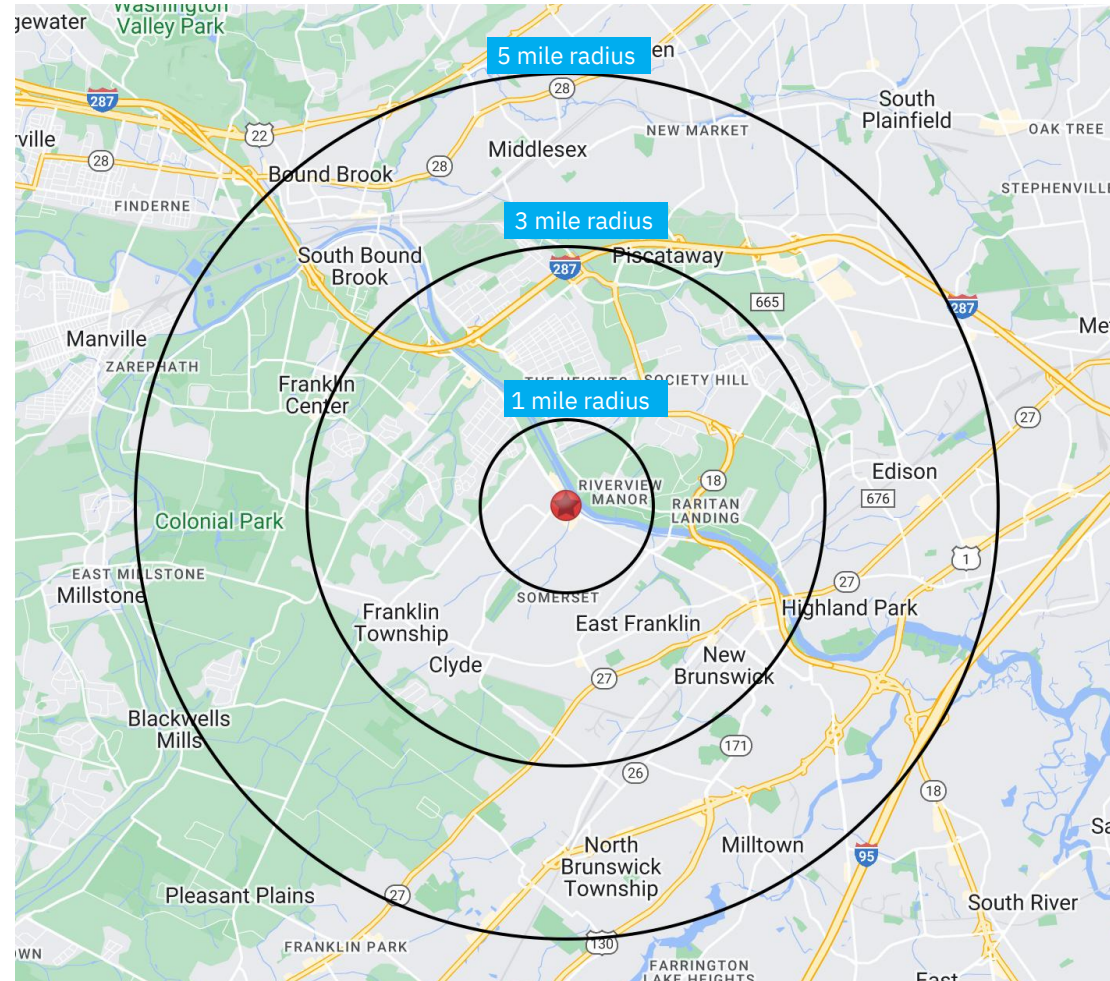 Washington
Valley Park
gewater
5 mile radius
en
287
28
22
South
Plainfield
rville
28
NEW MARKET
OAK TREE
Middlesex
28
Bound Brook
STEPHENVILLE
FINDERNE
3 mile radius
South Bound
Brook
287
Piscataway
665
287
Me
Manville
ZAREPHATH
Franklin
Center
SOCIETY HILL
1 mile radius
27
Edison
18
676
RIVERVIEW
MANOR
RARITAN
LANDING
Colonial Park
1
EAST MILLSTONE
Millstone
27
SOMERSET
Highland Park
Franklin
Township
East Franklin
Clyde
New
Brunswick
27
Blackwells
Mills
171
26
18
North
Brunswick
Township
Milltown
95
Sa
Pleasant Plains
27
South River
FRANKLIN PARK
130
OWN
FARRINGTON
LAKE HEIGHTS
East